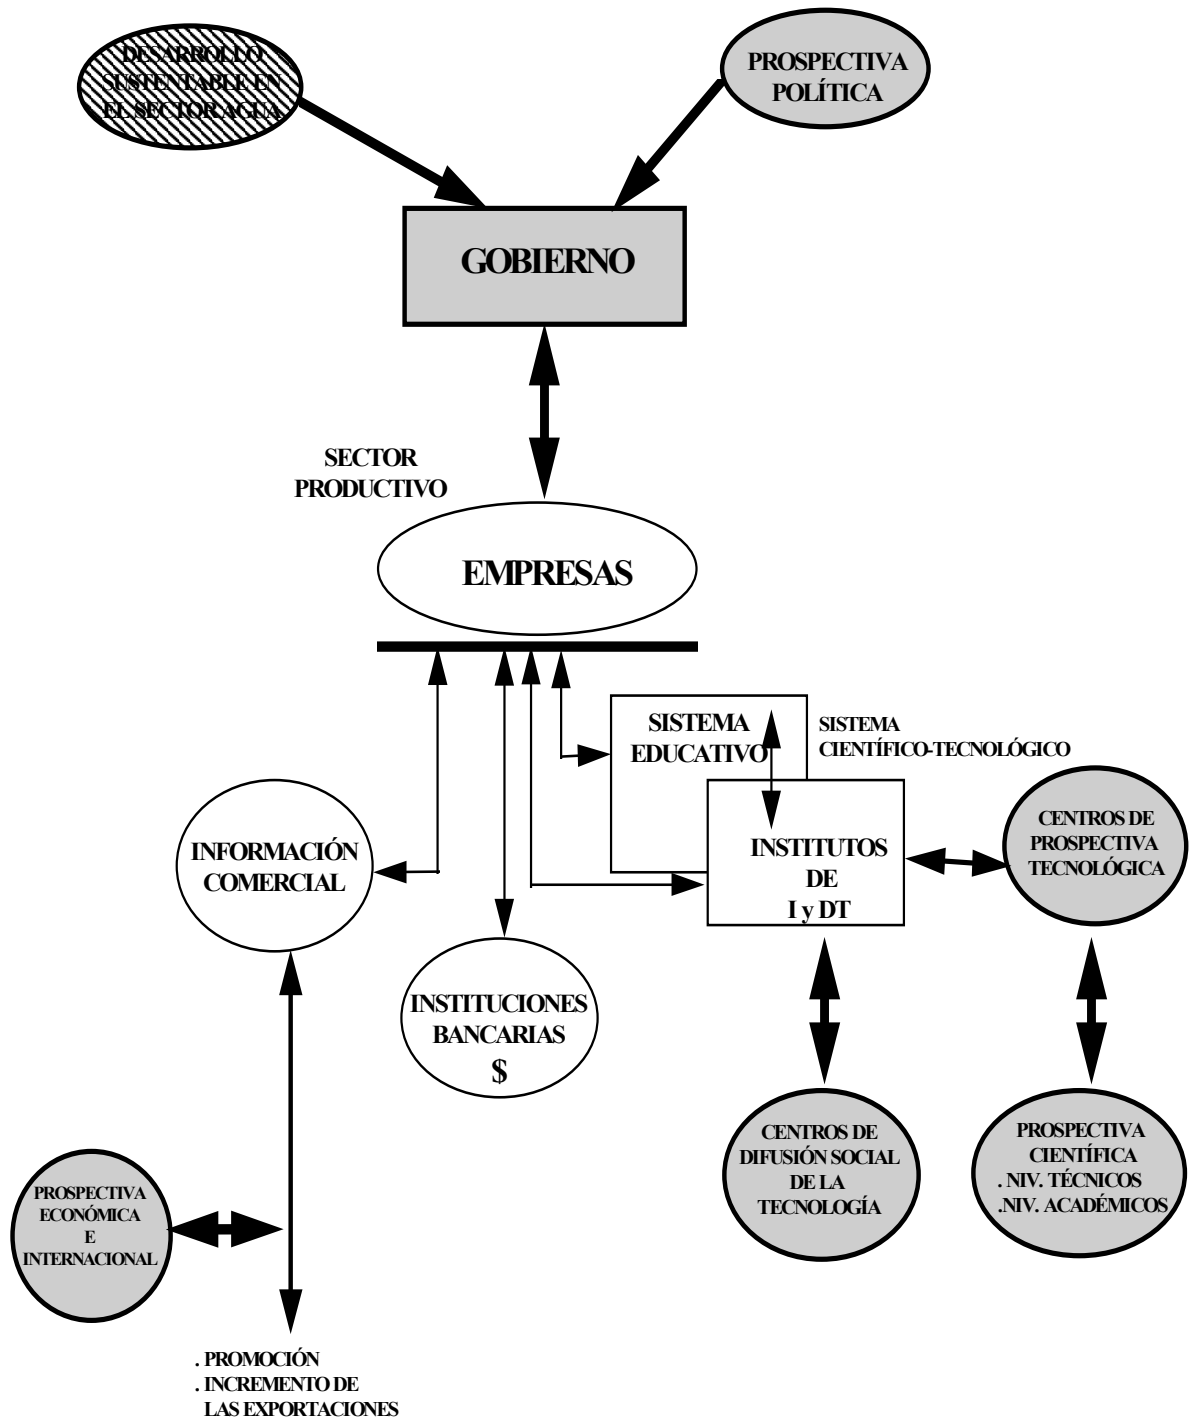 DESARROLLO
SUSTENTABLE EN
EL SECTOR AGUA
PROSPECTIVA
POLÍTICA
GOBIERNO
SECTOR
PRODUCTIVO
EMPRESAS
SISTEMA
EDUCATIVO
SISTEMA
CIENTÍFICO-TECNOLÓGICO
INFORMACIÓN
COMERCIAL
INSTITUTOS
DE
I y DT
CENTROS DE
PROSPECTIVA
TECNOLÓGICA
INSTITUCIONES
BANCARIAS
$
CENTROS DE
DIFUSIÓN SOCIAL
DE LA
TECNOLOGÍA
PROSPECTIVA
CIENTÍFICA
. NIV. TÉCNICOS
.NIV. ACADÉMICOS
PROSPECTIVA
ECONÓMICA
E
INTERNACIONAL
. PROMOCIÓN
. INCREMENTO DE
LAS EXPORTACIONES